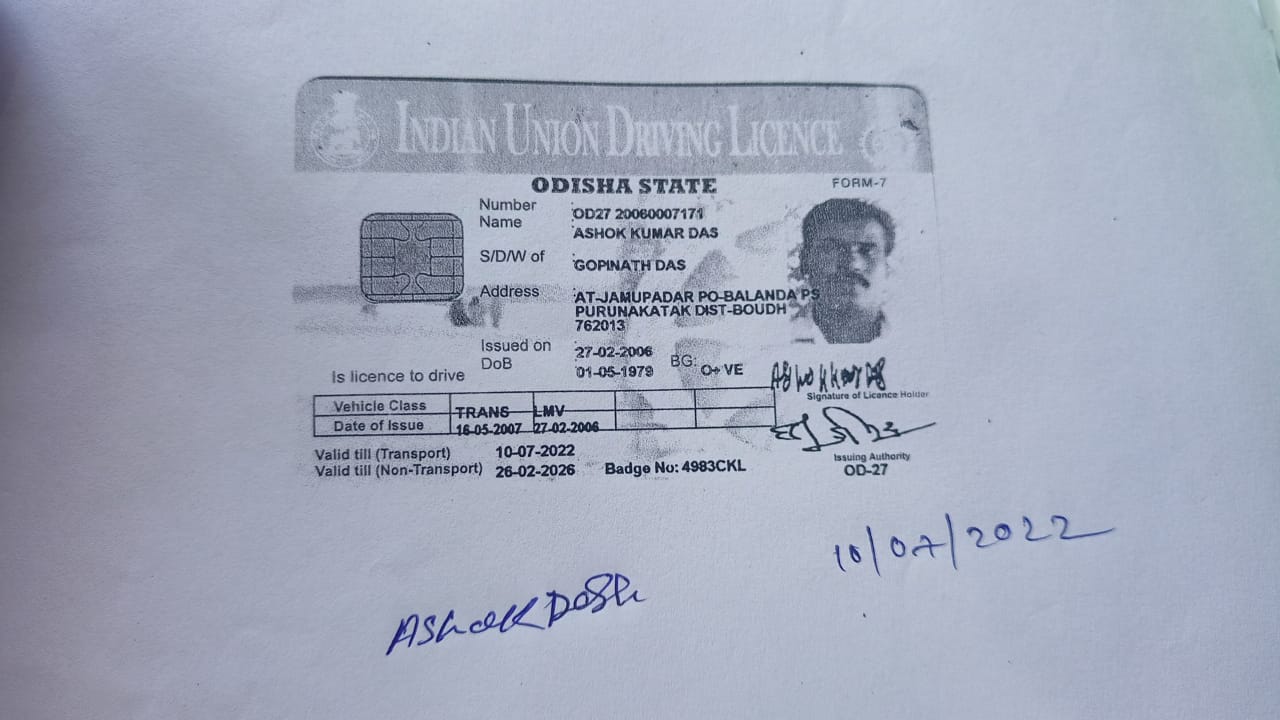 INDIAN UNION DRIVING LICENCE
ODISHA STATE
FORM-7
Number OD27 20060007171
Name ASHOK KUMAR DAS
S/D/W of GOPINATH DAS
Address AT-JAMUPADAR PO-BALANDA PS
PURUNAKATAK DIST-BOUDH
762013
Issued on 27-02-2006
DoB 01-05-1979 BG: O+ VE
Is licence to drive
Signature of Licence Holder
Vehicle Class TRANS LMV
Date of Issue 16-05-2007 27-02-2006
Valid till (Transport) 10-07-2022
Valid till (Non-Transport) 26-02-2026 Badge No: 4983CKL
Issuing Authority
OD-27
10/07/2022